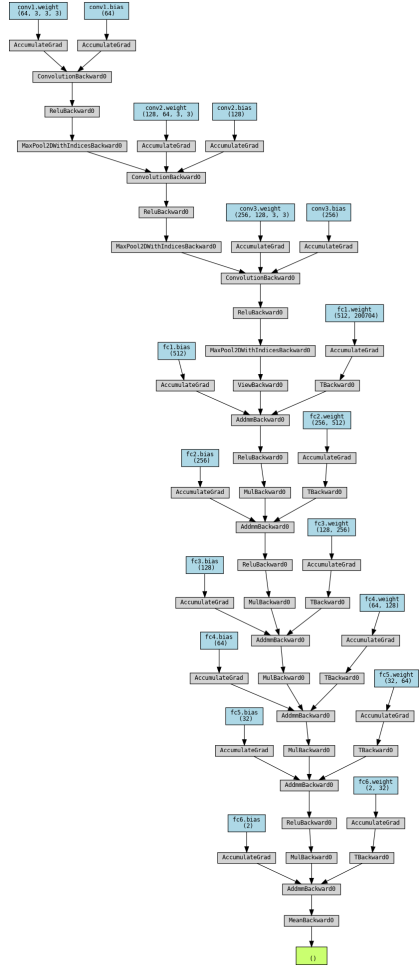 conv1.weight
(64, 3, 3, 3)
conv1.bias
(64)
AccumulateGrad
AccumulateGrad
ConvolutionBackward0
ReluBackward0
conv2.weight
(128, 64, 3, 3)
conv2.bias
(128)
MaxPool2DWithIndicesBackward0
AccumulateGrad
AccumulateGrad
ConvolutionBackward0
ReluBackward0
conv3.weight
(256, 128, 3, 3)
conv3.bias
(256)
MaxPool2DWithIndicesBackward0
AccumulateGrad
AccumulateGrad
ConvolutionBackward0
ReluBackward0
fc1.weight
(512, 200704)
fc1.bias
(512)
MaxPool2DWithIndicesBackward0
AccumulateGrad
AccumulateGrad
ViewBackward0
TBackward0
AddmmBackward0
fc2.weight
(256, 512)
fc2.bias
(256)
ReluBackward0
AccumulateGrad
AccumulateGrad
MulBackward0
TBackward0
AddmmBackward0
fc3.weight
(128, 256)
fc3.bias
(128)
ReluBackward0
AccumulateGrad
AccumulateGrad
MulBackward0
TBackward0
fc4.weight
(64, 128)
fc4.bias
(64)
AddmmBackward0
AccumulateGrad
AccumulateGrad
MulBackward0
TBackward0
fc5.weight
(32, 64)
fc5.bias
(32)
AddmmBackward0
AccumulateGrad
AccumulateGrad
MulBackward0
TBackward0
AddmmBackward0
fc6.weight
(2, 32)
fc6.bias
(2)
ReluBackward0
AccumulateGrad
AccumulateGrad
MulBackward0
TBackward0
AddmmBackward0
MeanBackward0
()